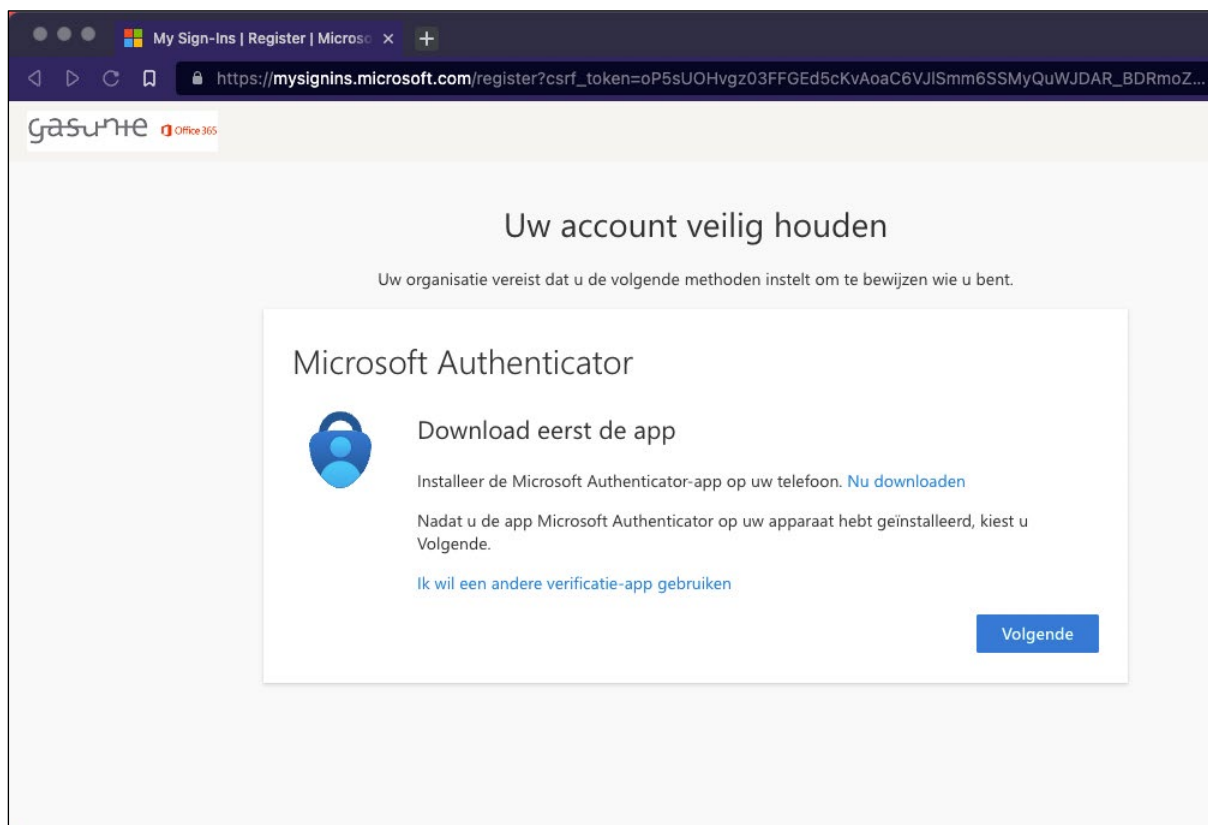 My Sign-Ins | Register | Microso
https://mysignins.microsoft.com/register?csrf_token=oP5sUOHvgz03FFGEd5cKvAoaC6VJlSmm6SSMyQuWJDAR_BDRmoZ...
gasunie Office 365
Uw account veilig houden
Uw organisatie vereist dat u de volgende methoden instelt om te bewijzen wie u bent.
Microsoft Authenticator
Download eerst de app
Installeer de Microsoft Authenticator-app op uw telefoon. Nu downloaden
Nadat u de app Microsoft Authenticator op uw apparaat hebt geïnstalleerd, kiest u
Volgende.
Ik wil een andere verificatie-app gebruiken
Volgende